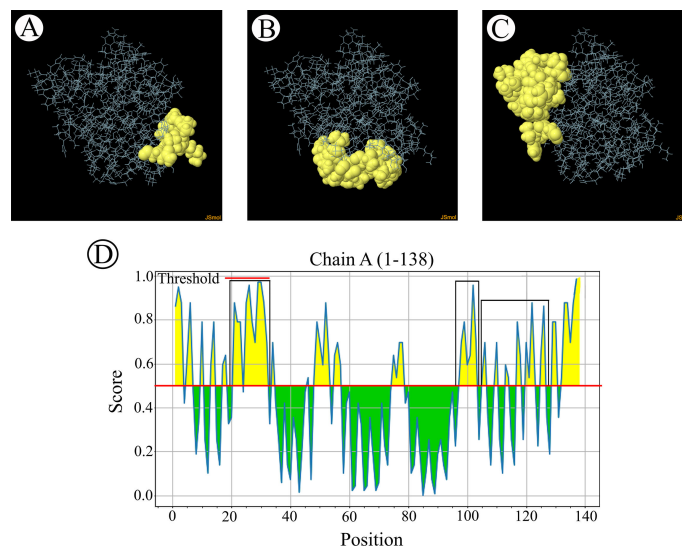 A
B
C
JSmol
JSmol
JSmol
D
Chain A (1-138)
Threshold
1.0
0.8
0.6
0.4
0.2
0.0
Score
0
20
40
60
80
100
120
140
Position